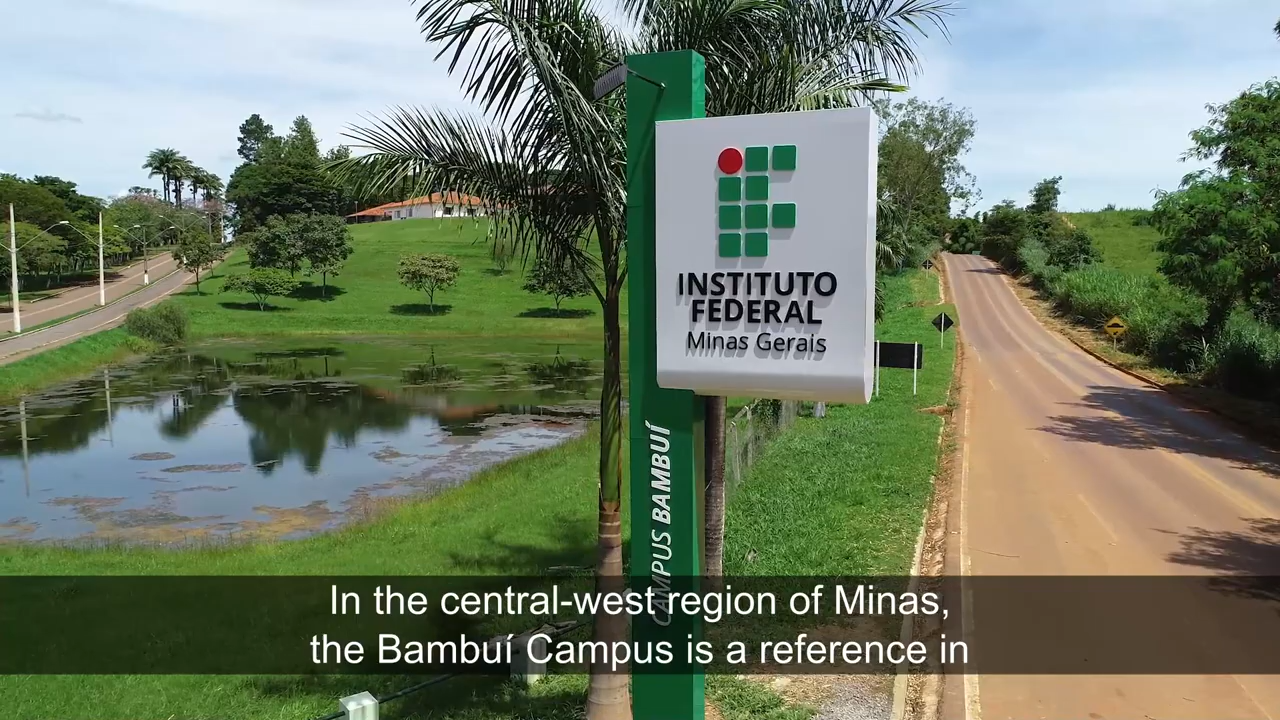 INSTITUTO
FEDERAL
Minas Gerais
CAMPUS BAMBUÍ
In the central-west region of Minas,
the Bambuí Campus is a reference in